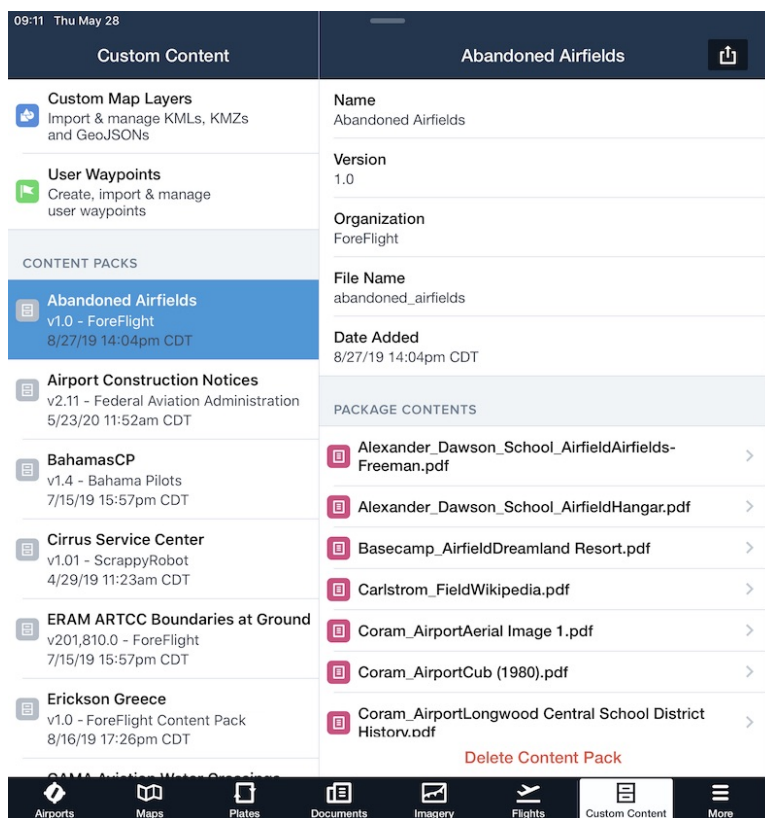 09:11 Thu May 28
Custom Content
Custom Map Layers
Import & manage KMLs, KMZs
and GeoJSONs
User Waypoints
Create, import & manage
user waypoints
CONTENT PACKS
Abandoned Airfields
v1.0 - ForeFlight
8/27/19 14:04pm CDT
Airport Construction Notices
v2.11 - Federal Aviation Administration
5/23/20 11:52am CDT
BahamasCP
v1.4 - Bahama Pilots
7/15/19 15:57pm CDT
Cirrus Service Center
v1.01 - ScrappyRobot
4/29/19 11:23am CDT
ERAM ARTCC Boundaries at Ground
v201,810.0 - ForeFlight
7/15/19 15:57pm CDT
Erickson Greece
v1.0 - ForeFlight Content Pack
8/16/19 17:26pm CDT
Abandoned Airfields
Name
Abandoned Airfields
Version
1.0
Organization
ForeFlight
File Name
abandoned_airfields
Date Added
8/27/19 14:04pm CDT
PACKAGE CONTENTS
Alexander_Dawson_School_AirfieldAirfields-
Freeman.pdf
Alexander_Dawson_School_AirfieldHangar.pdf
Basecamp_AirfieldDreamland Resort.pdf
Carlstrom_FieldWikipedia.pdf
Coram_AirportAerial Image 1.pdf
Coram_AirportCub (1980).pdf
Coram_AirportLongwood Central School District
History.pdf
Delete Content Pack
Airports Maps Plates Documents Imagery Flights Custom Content More